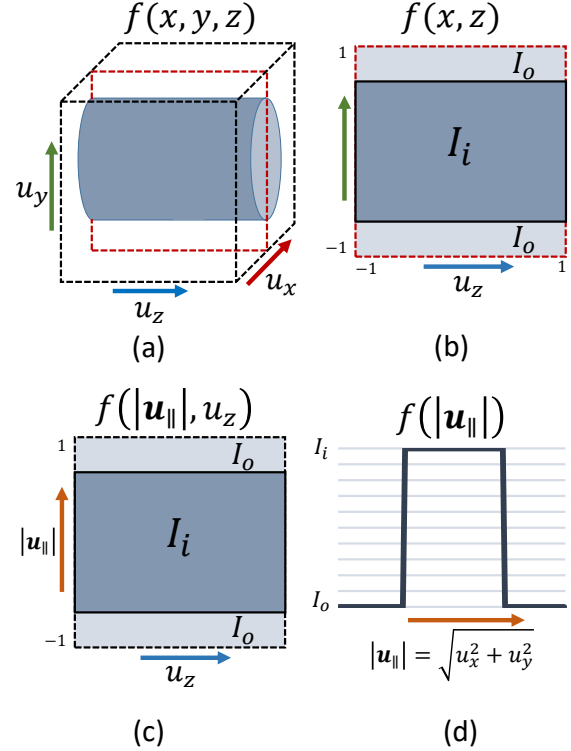 f(x, y, z)
u_y
u_z
u_x
(a)
f(x, z)
1
I_o
I_i
I_o
−1
−1
1
u_z
(b)
f(|u_∥|, u_z)
1
I_o
|u_∥|
I_i
I_o
−1
u_z
(c)
f(|u_∥|)
I_i
I_o
|u_∥| = √(u_x^2 + u_y^2)
(d)